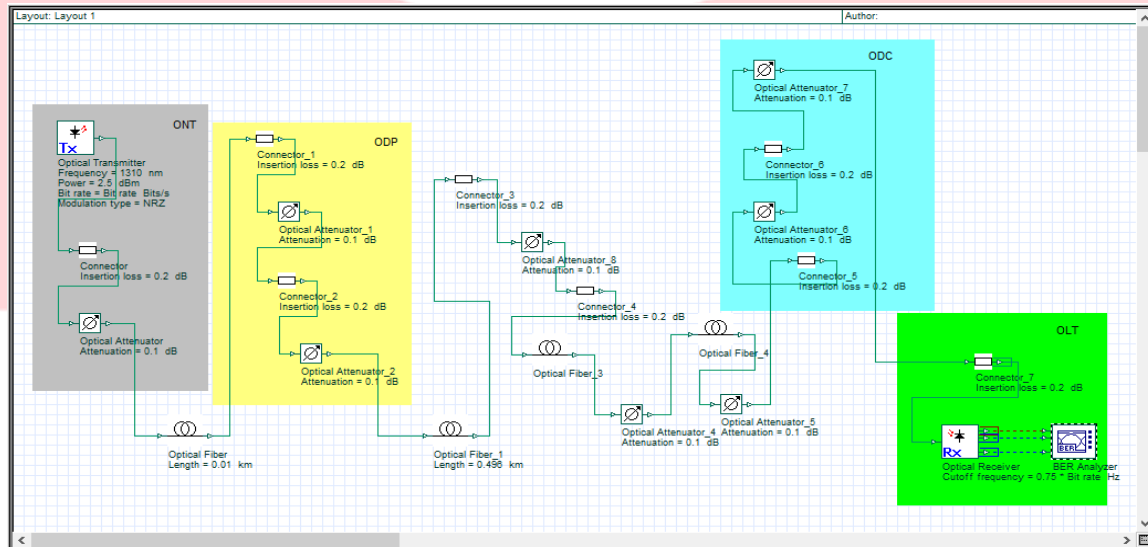 Layout: Layout 1
Author:
ONT
Tx
Optical Transmitter
Frequency = 1310 nm
Power = 2.5 dBm
Bit rate = Bit rate Bits/s
Modulation type = NRZ
Connector
Insertion loss = 0.2 dB
Optical Attenuator
Attenuation = 0.1 dB
Optical Fiber
Length = 0.01 km
ODP
Connector_1
Insertion loss = 0.2 dB
Optical Attenuator_1
Attenuation = 0.1 dB
Connector_2
Insertion loss = 0.2 dB
Optical Attenuator_2
Attenuation = 0.1 dB
Optical Fiber_1
Length = 0.496 km
Connector_3
Insertion loss = 0.2 dB
Optical Attenuator_8
Attenuation = 0.1 dB
Connector_4
Insertion loss = 0.2 dB
Optical Fiber_3
Optical Attenuator_4
Attenuation = 0.1 dB
Optical Fiber_4
Optical Attenuator_5
Attenuation = 0.1 dB
ODC
Optical Attenuator_7
Attenuation = 0.1 dB
Connector_6
Insertion loss = 0.2 dB
Optical Attenuator_6
Attenuation = 0.1 dB
Connector_5
Insertion loss = 0.2 dB
OLT
Connector_7
Insertion loss = 0.2 dB
Rx
Optical Receiver
Cutoff frequency = 0.75 * Bit rate Hz
BER
BER Analyzer